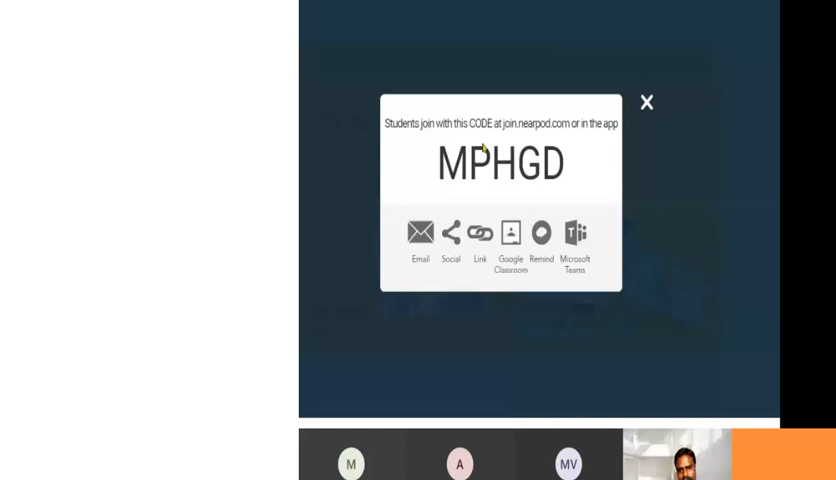 Students join with this CODE at join.nearpod.com or in the app
MPHGD
Email Social Link Google Classroom Remind Microsoft Teams
M A MV